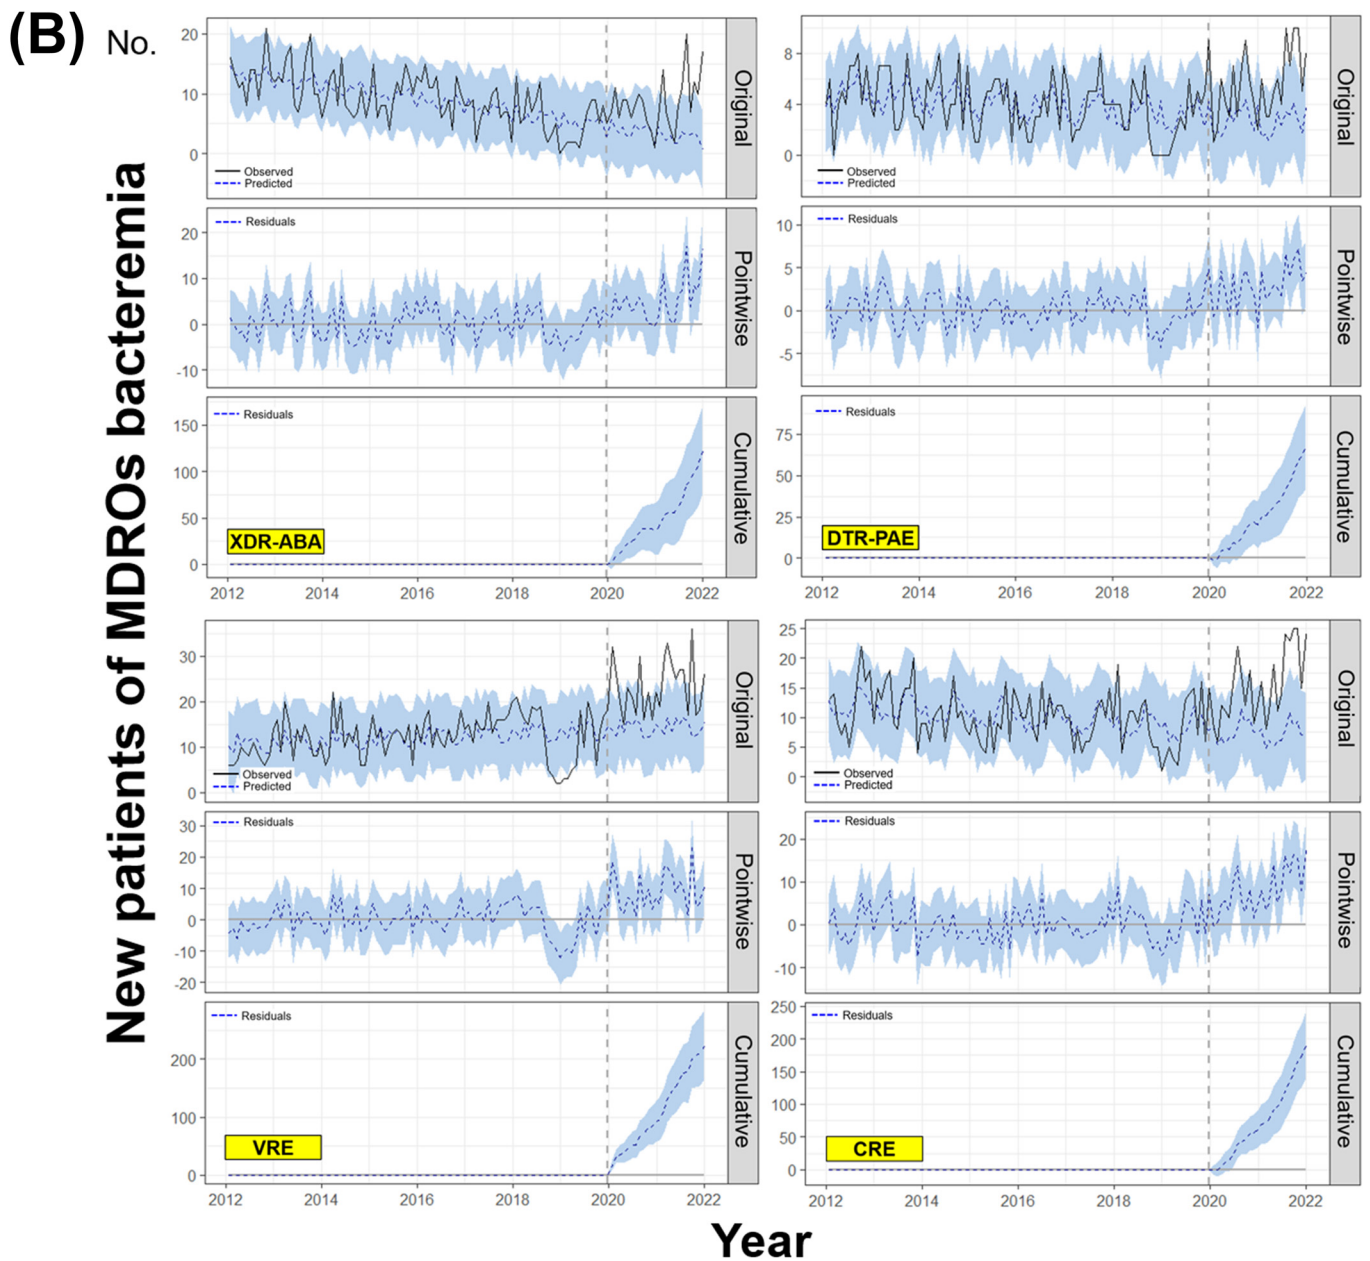 (B) No.
New patients of MDROs bacteremia
20
10
0
Observed
Predicted
Original
8
4
0
Observed
Predicted
Original
Residuals
20
10
0
-10
Pointwise
Residuals
10
5
0
-5
Pointwise
Residuals
150
100
50
0
XDR-ABA
Cumulative
2012 2014 2016 2018 2020 2022
Residuals
75
50
25
0
DTR-PAE
Cumulative
2012 2014 2016 2018 2020 2022
30
20
10
0
Observed
Predicted
Original
25
20
15
10
5
0
Observed
Predicted
Original
Residuals
30
20
10
0
-10
-20
Pointwise
Residuals
20
10
0
-10
Pointwise
Residuals
200
100
0
VRE
Cumulative
2012 2014 2016 2018 2020 2022
Residuals
250
200
150
100
50
0
CRE
Cumulative
2012 2014 2016 2018 2020 2022
Year